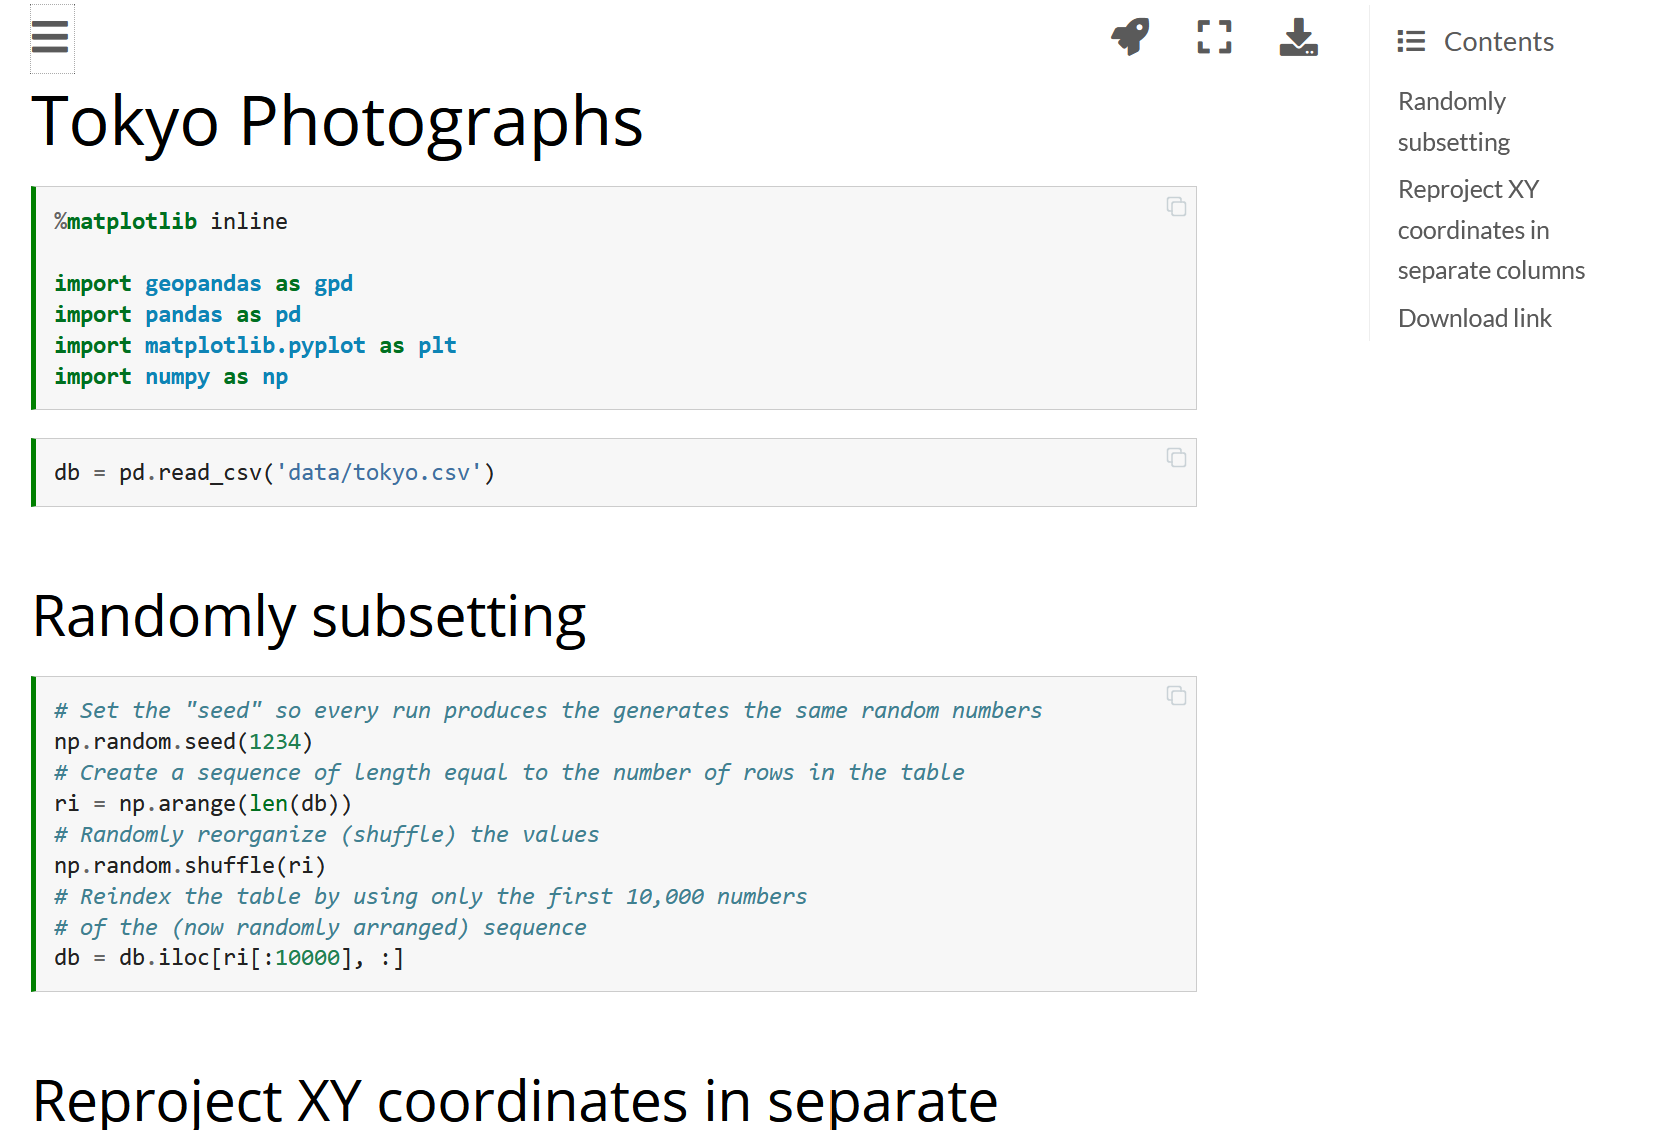 Tokyo Photographs
%matplotlib inline
import geopandas as gpd
import pandas as pd
import matplotlib.pyplot as plt
import numpy as np
db = pd.read_csv('data/tokyo.csv')
Randomly subsetting
# Set the "seed" so every run produces the generates the same random numbers
np.random.seed(1234)
# Create a sequence of length equal to the number of rows in the table
ri = np.arange(len(db))
# Randomly reorganize (shuffle) the values
np.random.shuffle(ri)
# Reindex the table by using only the first 10,000 numbers
# of the (now randomly arranged) sequence
db = db.iloc[ri[:10000], :]
Reproject XY coordinates in separate
Contents
Randomly
subsetting
Reproject XY
coordinates in
separate columns
Download link